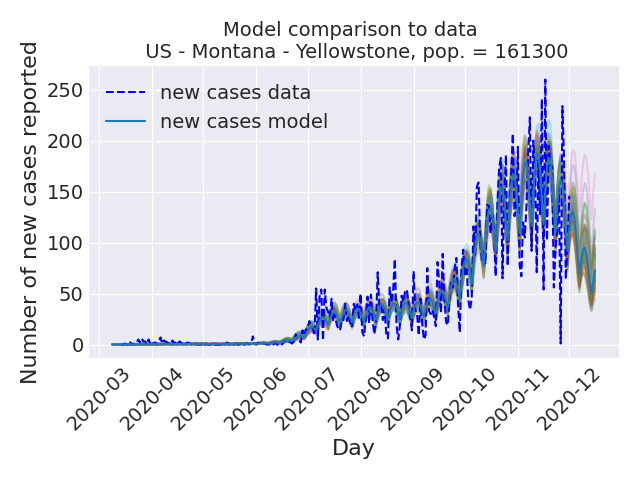 Model comparison to data
US - Montana - Yellowstone, pop. = 161300
Number of new cases reported
250
200
150
100
50
0
new cases data
new cases model
2020-03
2020-04
2020-05
2020-06
2020-07
2020-08
2020-09
2020-10
2020-11
2020-12
Day